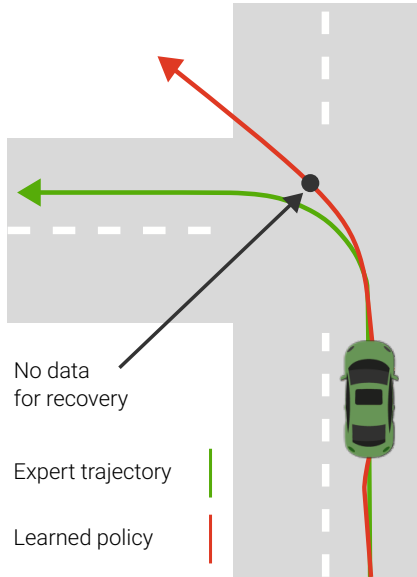 No data
for recovery
Expert trajectory
Learned policy